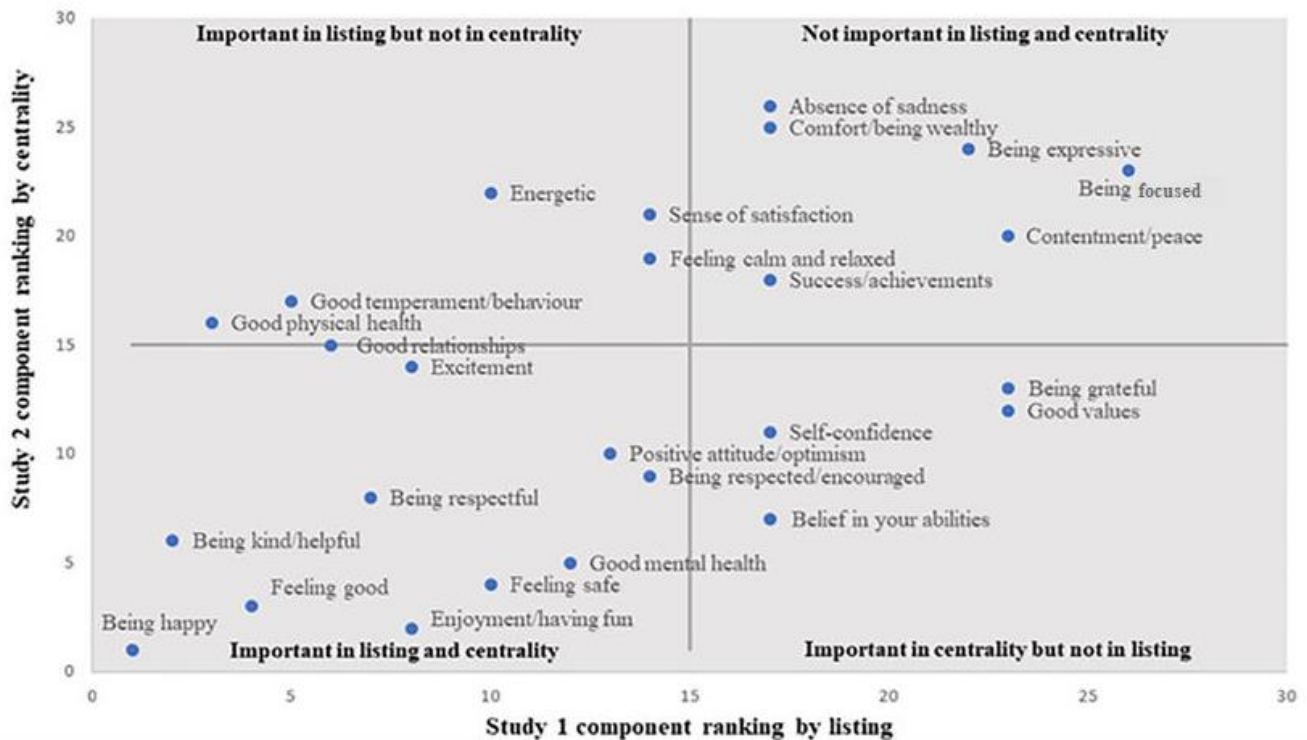 30
Important in listing but not in centrality
Not important in listing and centrality
Absence of sadness
25
Comfort/being wealthy
Being expressive
Being focused
Energetic
Sense of satisfaction
20
Contentment/peace
Feeling calm and relaxed
Success/achievements
Good temperament/behaviour
Good physical health
15
Good relationships
Excitement
Being grateful
Good values
Self-confidence
10
Positive attitude/optimism
Being respected/encouraged
Being respectful
Belief in your abilities
Being kind/helpful
5
Good mental health
Feeling good
Feeling safe
Being happy
Enjoyment/having fun
Important in listing and centrality
Important in centrality but not in listing
0
0 5 10 15 20 25 30
Study 1 component ranking by listing
Study 2 component ranking by centrality